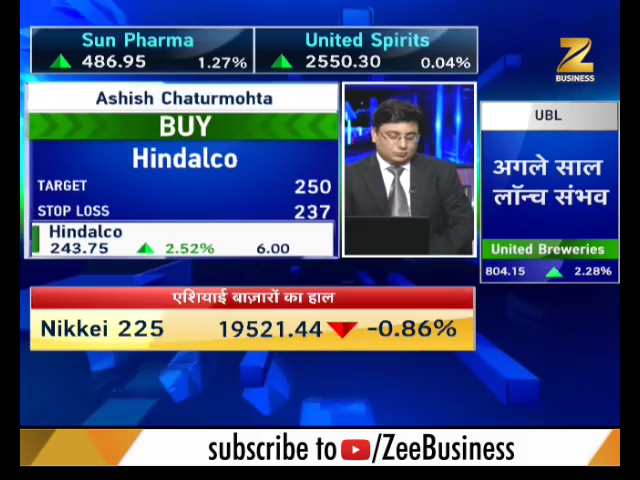 Sun Pharma
486.95 1.27%
United Spirits
2550.30 0.04%
Z
BUSINESS
Ashish Chaturmohta
BUY
Hindalco
TARGET 250
STOP LOSS 237
Hindalco
243.75 2.52% 6.00
UBL
अगले साल
लॉन्च संभव
United Breweries
804.15 2.28%
एशियाई बाज़ारों का हाल
Nikkei 225 19521.44 -0.86%
subscribe to /ZeeBusiness